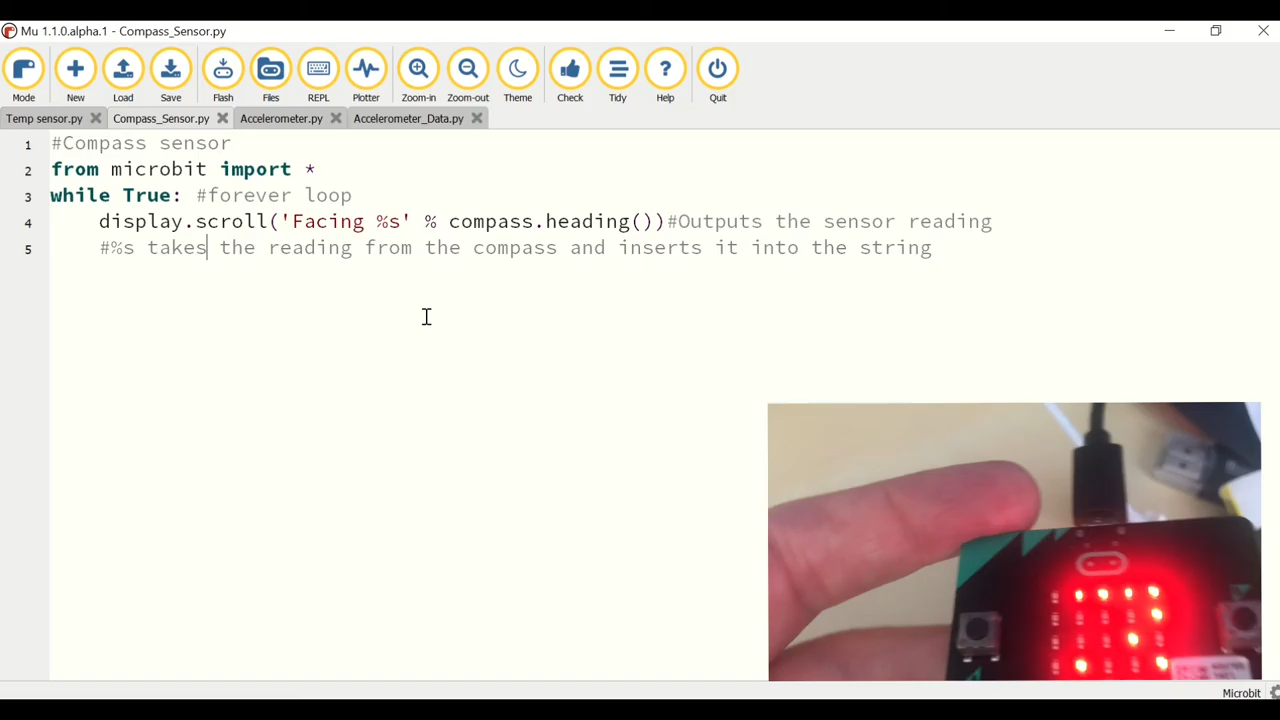 Mu 1.1.0.alpha.1 - Compass_Sensor.py
Mode New Load Save Flash Files REPL Plotter Zoom-in Zoom-out Theme Check Tidy Help Quit
Temp sensor.py Compass_Sensor.py Accelerometer.py Accelerometer_Data.py
1 #Compass sensor
2 from microbit import *
3 while True: #forever loop
4 display.scroll('Facing %s' % compass.heading())#Outputs the sensor reading
5 #%s takes the reading from the compass and inserts it into the string
Microbit